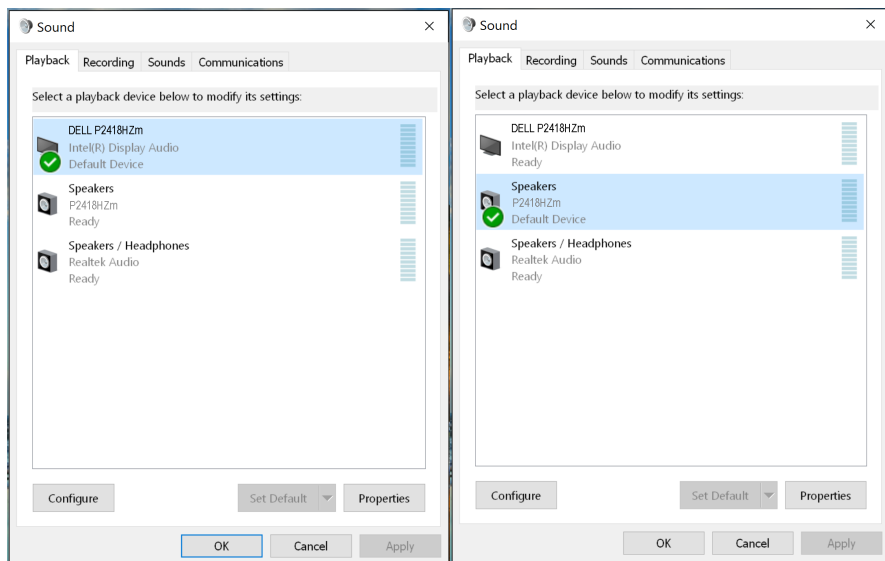 Sound
Playback Recording Sounds Communications
Select a playback device below to modify its settings:
DELL P2418HZm
Intel(R) Display Audio
Default Device
Speakers
P2418HZm
Ready
Speakers / Headphones
Realtek Audio
Ready
Configure Set Default Properties
OK Cancel Apply
Sound
Playback Recording Sounds Communications
Select a playback device below to modify its settings:
DELL P2418HZm
Intel(R) Display Audio
Ready
Speakers
P2418HZm
Default Device
Speakers / Headphones
Realtek Audio
Ready
Configure Set Default Properties
OK Cancel Apply